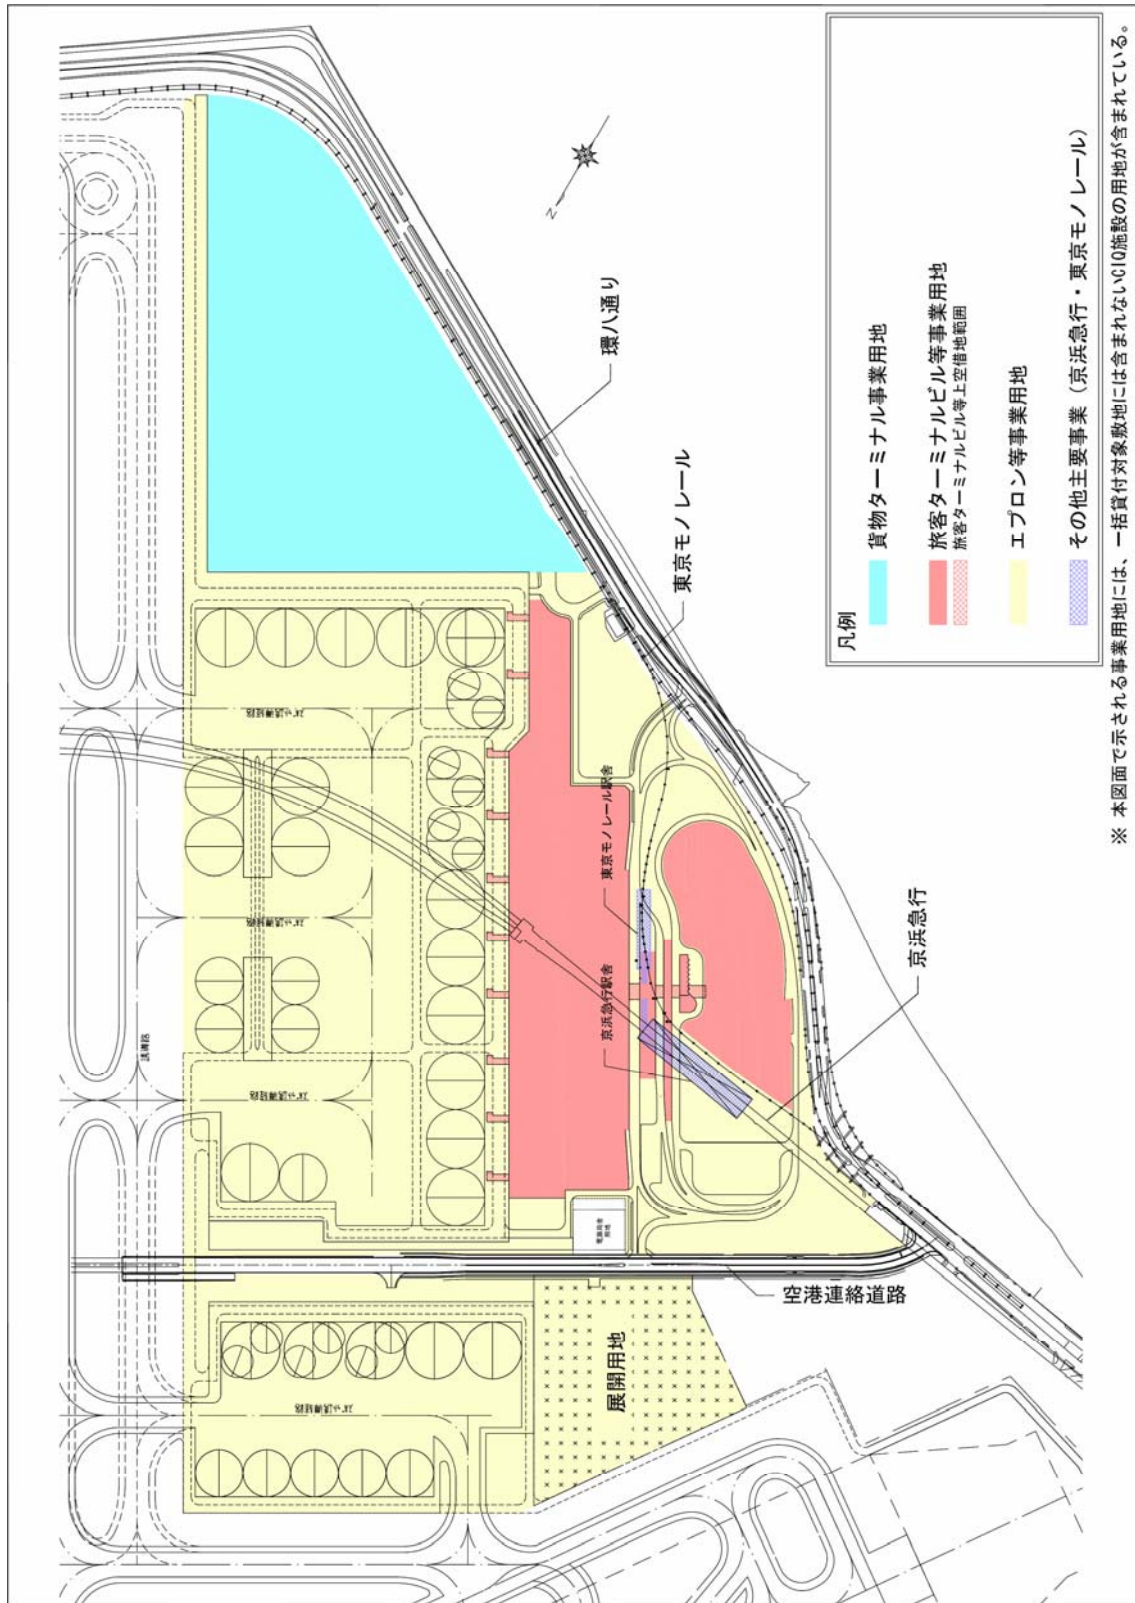 N
環八通り
東京モノレール
東京モノレール駅舎
京浜急行駅舎
京浜急行
空港連絡道路
展開用地
誘導路
凡例
貨物ターミナル事業用地
旅客ターミナルビル等事業用地
旅客ターミナルビル等上空借地範囲
エプロン等事業用地
その他主要事業(京浜急行・東京モノレール)
※ 本図面で示される事業用地には、一括貸付対象敷地には含まれないCIQ施設の用地が含まれている。